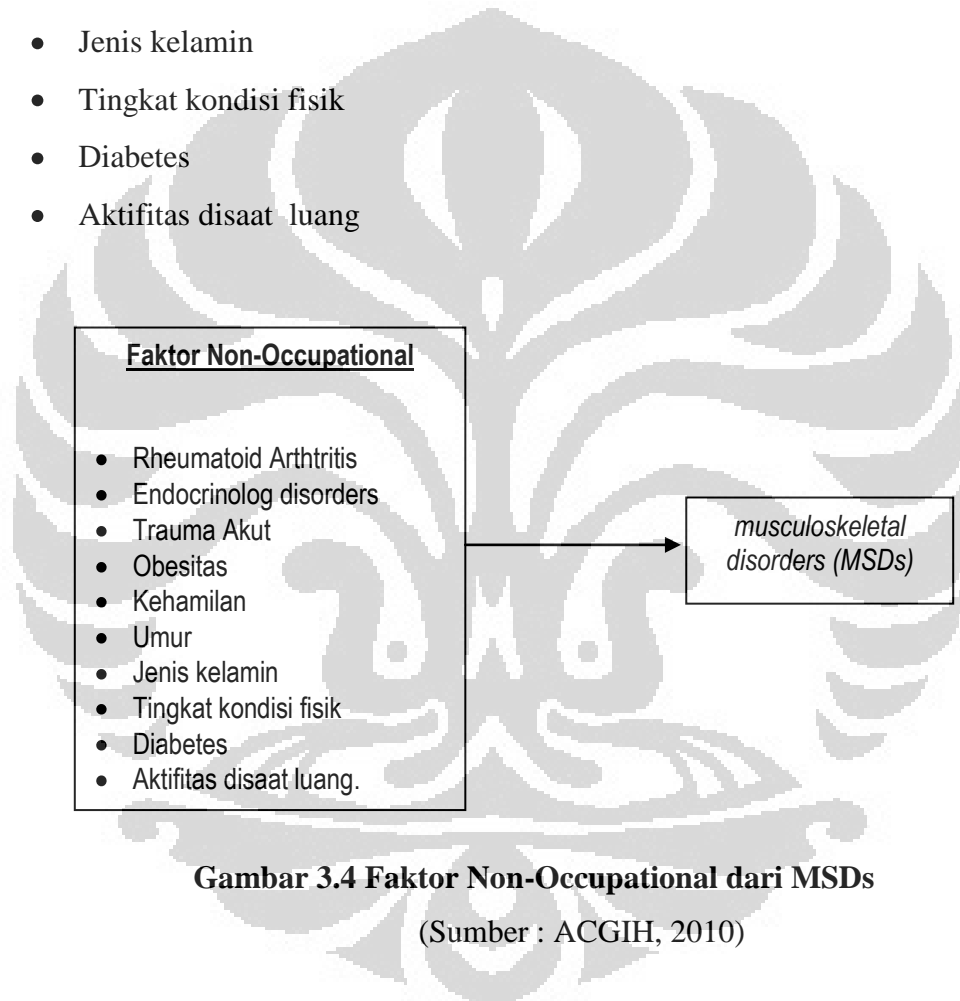 • Jenis kelamin
• Tingkat kondisi fisik
• Diabetes
• Aktifitas disaat luang
Faktor Non-Occupational
• Rheumatoid Arthtritis
• Endocrinolog disorders
• Trauma Akut
• Obesitas
• Kehamilan
• Umur
• Jenis kelamin
• Tingkat kondisi fisik
• Diabetes
• Aktifitas disaat luang.
musculoskeletal
disorders (MSDs)
Gambar 3.4 Faktor Non-Occupational dari MSDs
(Sumber : ACGIH, 2010)